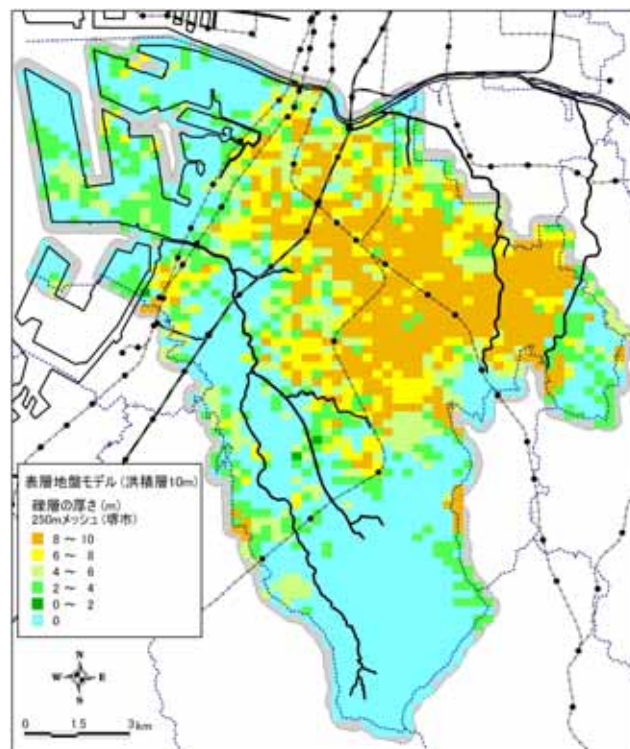 表層地盤モデル（洪積層10m）
礫層の厚さ（m）
250mメッシュ（堺市）
8 ～ 10
6 ～ 8
4 ～ 6
2 ～ 4
0 ～ 2
0
N
W E
S
0 1.5 3 km